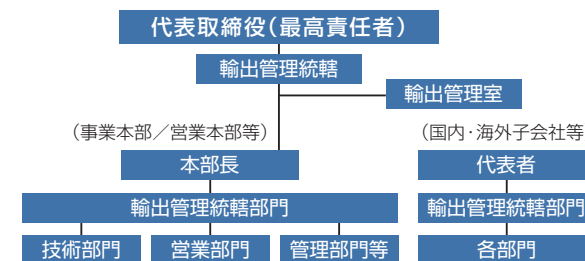 代表取締役(最高責任者)
輸出管理統轄
輸出管理室
(事業本部／営業本部等)
(国内・海外子会社等
本部長
代表者
輸出管理統轄部門
輸出管理統轄部門
技術部門
営業部門
管理部門等
各部門